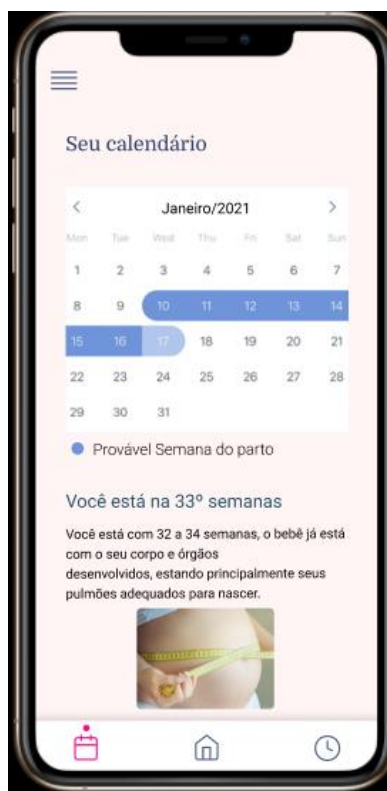 Seu calendário
< Janeiro/2021 >
Mon Tue Wed Thu Fri Sat Sun
1 2 3 4 5 6 7
8 9 10 11 12 13 14
15 16 17 18 19 20 21
22 23 24 25 26 27 28
29 30 31
Provável Semana do parto
Você está na 33º semanas
Você está com 32 a 34 semanas, o bebê já está
com o seu corpo e órgãos
desenvolvidos, estando principalmente seus
pulmões adequados para nascer.